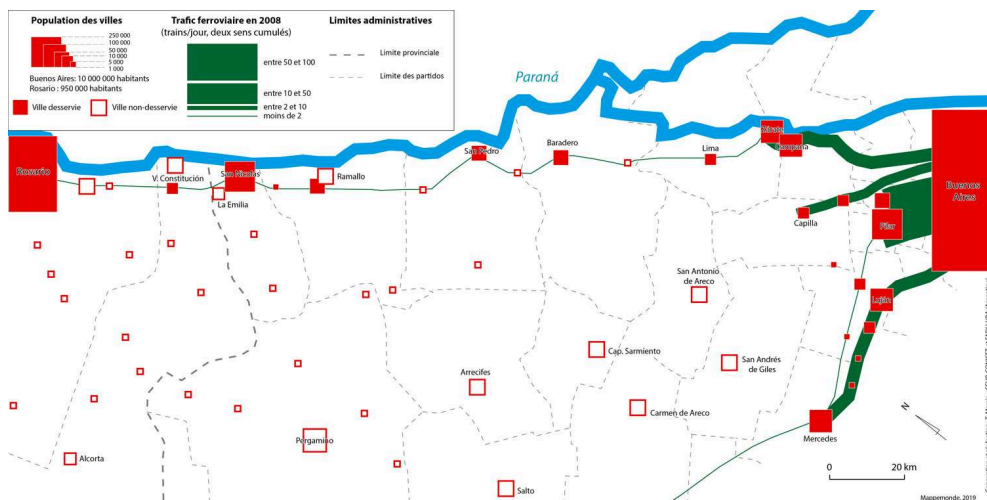 Population des villes
250 000
100 000
50 000
10 000
5 000
1 000
Buenos Aires: 10 000 000 habitants
Rosario : 950 000 habitants
Ville desservie
Ville non-desservie
Trafic ferroviaire en 2008
(trains/jour, deux sens cumulés)
entre 50 et 100
entre 10 et 50
entre 2 et 10
moins de 2
Limites administratives
Limite provinciale
Limite des partidos
Paraná
Rosario
V. Constitución
San Nicolás
La Emilia
Ramallo
San Pedro
Baradero
Lima
Zárate
Campana
Buenos
Aires
Capilla
Pilar
Luján
San Antonio
de Areco
Cap. Sarmiento
San Andrés
de Giles
Arrecifes
Carmen de Areco
Mercedes
Pergamino
Alcorta
Salto
N
0
20 km
Mappemonde, 2019